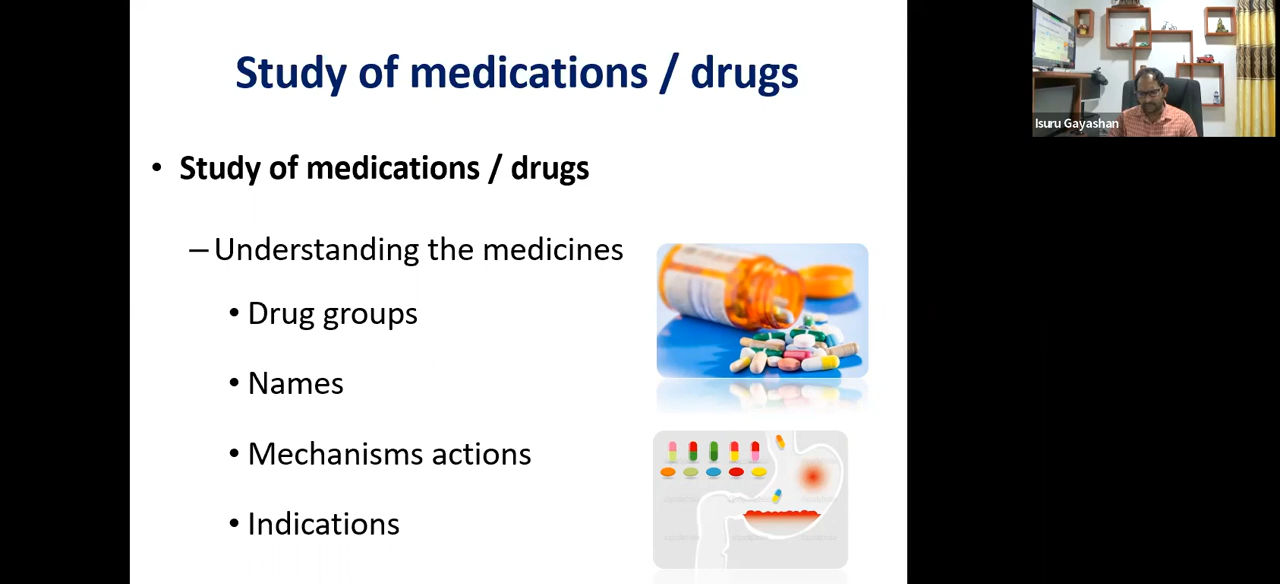 Study of medications / drugs
Isuru Gayashan
• Study of medications / drugs
– Understanding the medicines
• Drug groups
• Names
• Mechanisms actions
• Indications